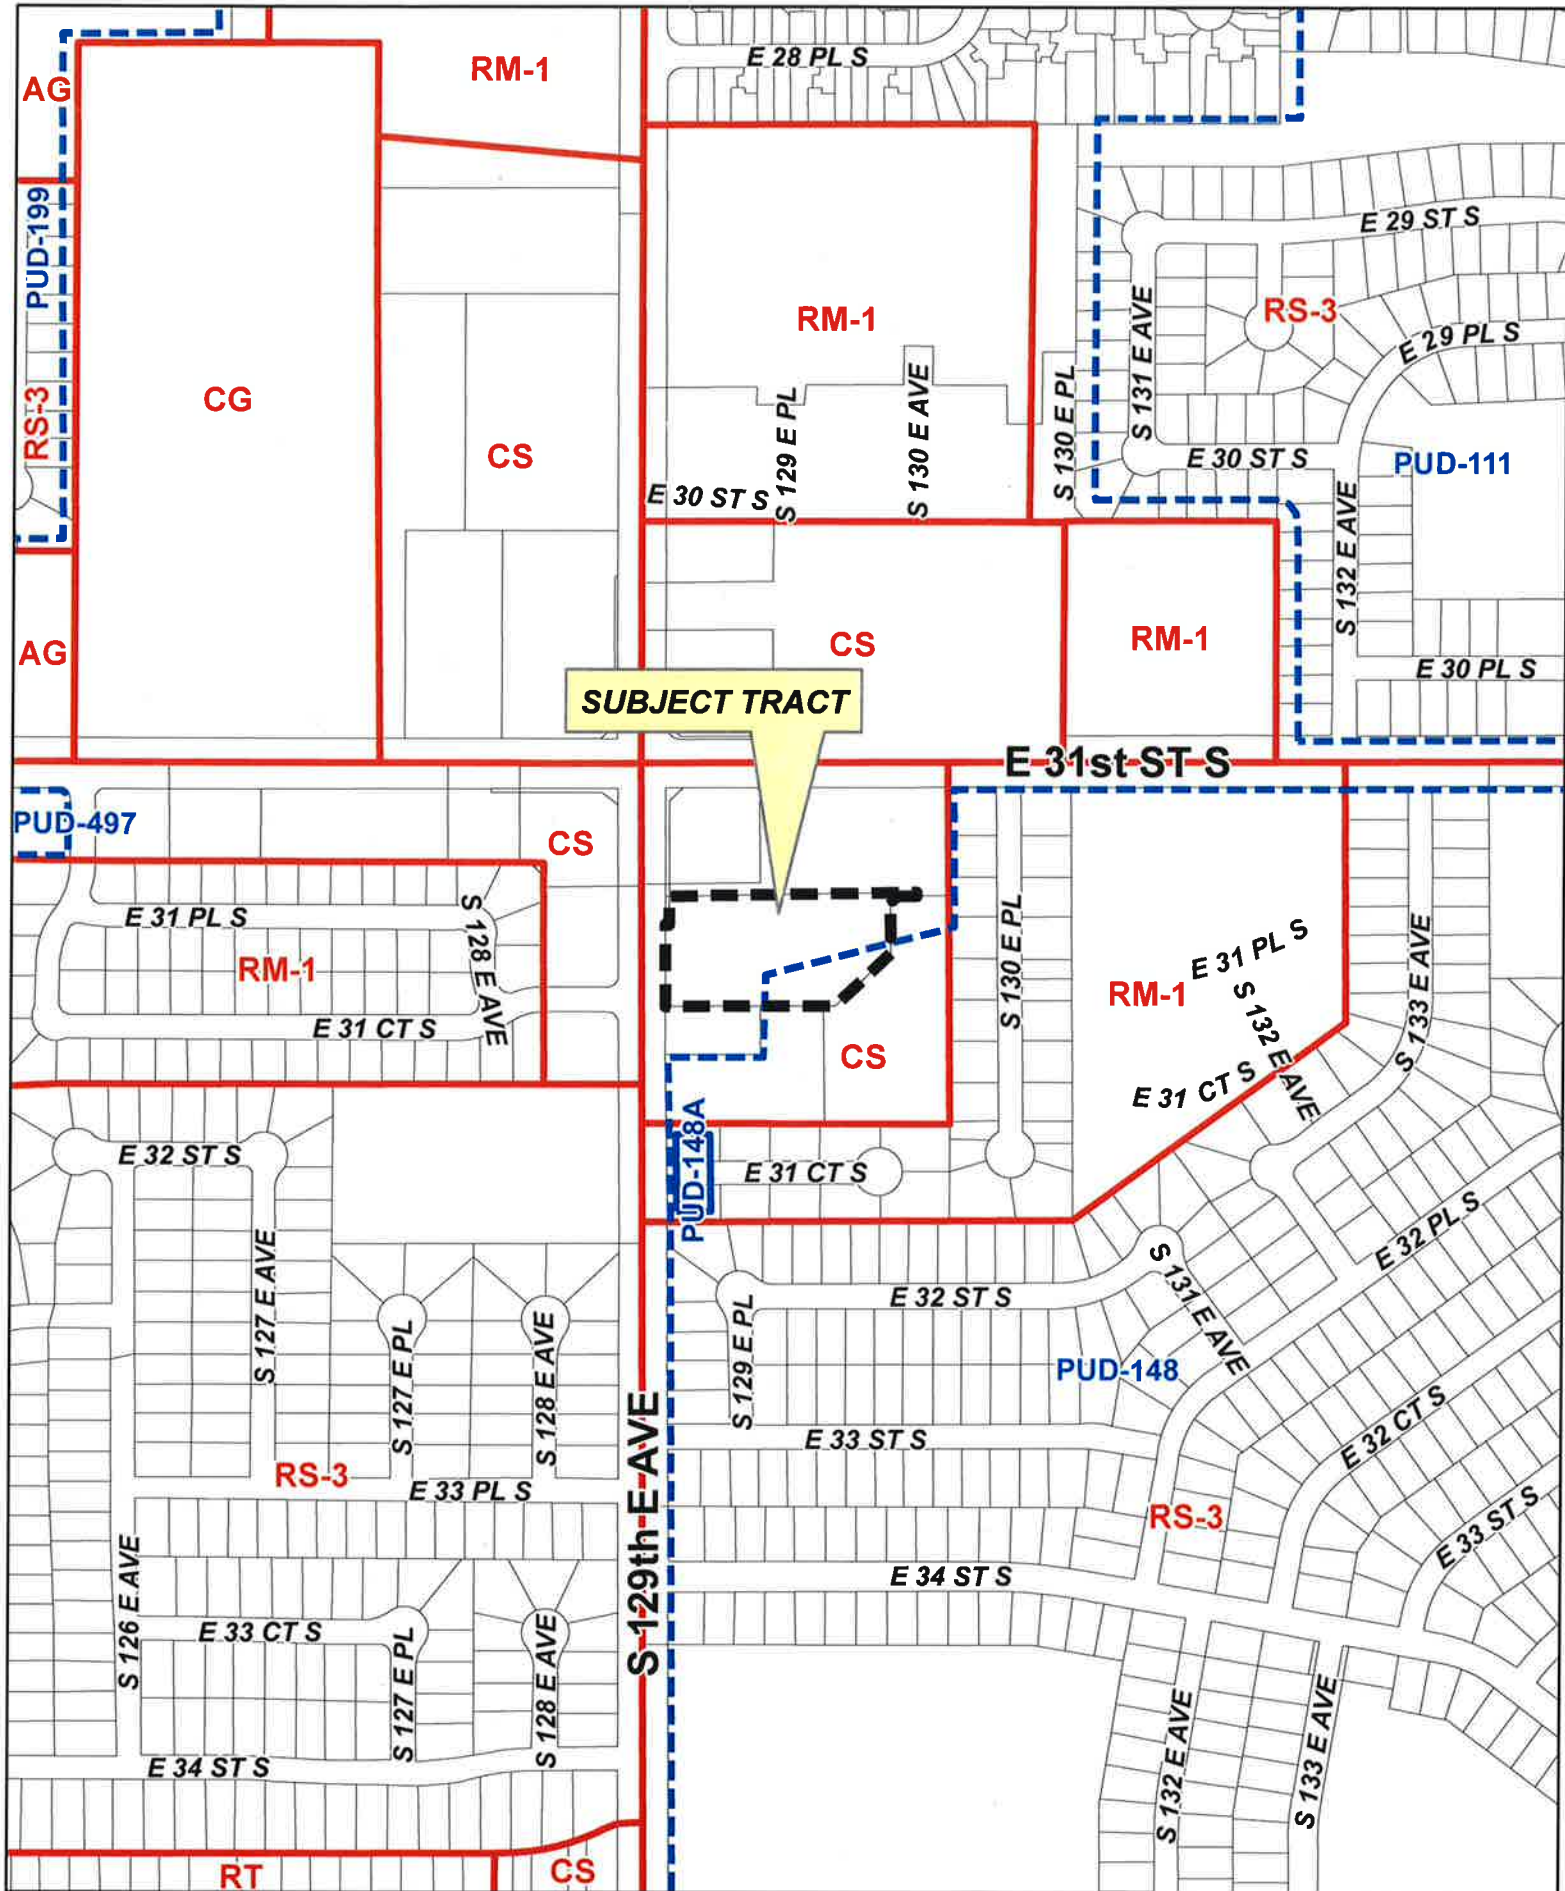 E 28 PL S
RM-1
AG
PUD-199
E 29 ST S
RM-1
RS-3
S 131 E AVE
E 29 PL S
CG
RS-3
CS
S 129 E PL
S 130 E AVE
S 130 E PL
E 30 ST S
PUD-111
E 30 ST S
S 132 E AVE
AG
CS
RM-1
E 30 PL S
SUBJECT TRACT
E 31st ST S
PUD-497
CS
E 31 PL S
S 128 E AVE
RM-1
E 31 CT S
S 130 E PL
RM-1
E 31 PL S
S 132 E AVE
S 133 E AVE
CS
E 31 CT S
PUD-148A
E 32 ST S
E 31 CT S
S 127 E AVE
E 32 PL S
S 131 E AVE
E 32 ST S
S 127 E PL
S 128 E AVE
S 129 E PL
PUD-148
E 32 CT S
E 33 ST S
S 129th E AVE
RS-3
E 33 PL S
RS-3
E 33 ST S
S 126 E AVE
E 34 ST S
E 33 CT S
S 127 E PL
S 128 E AVE
S 132 E AVE
S 133 E AVE
E 34 ST S
RT
CS